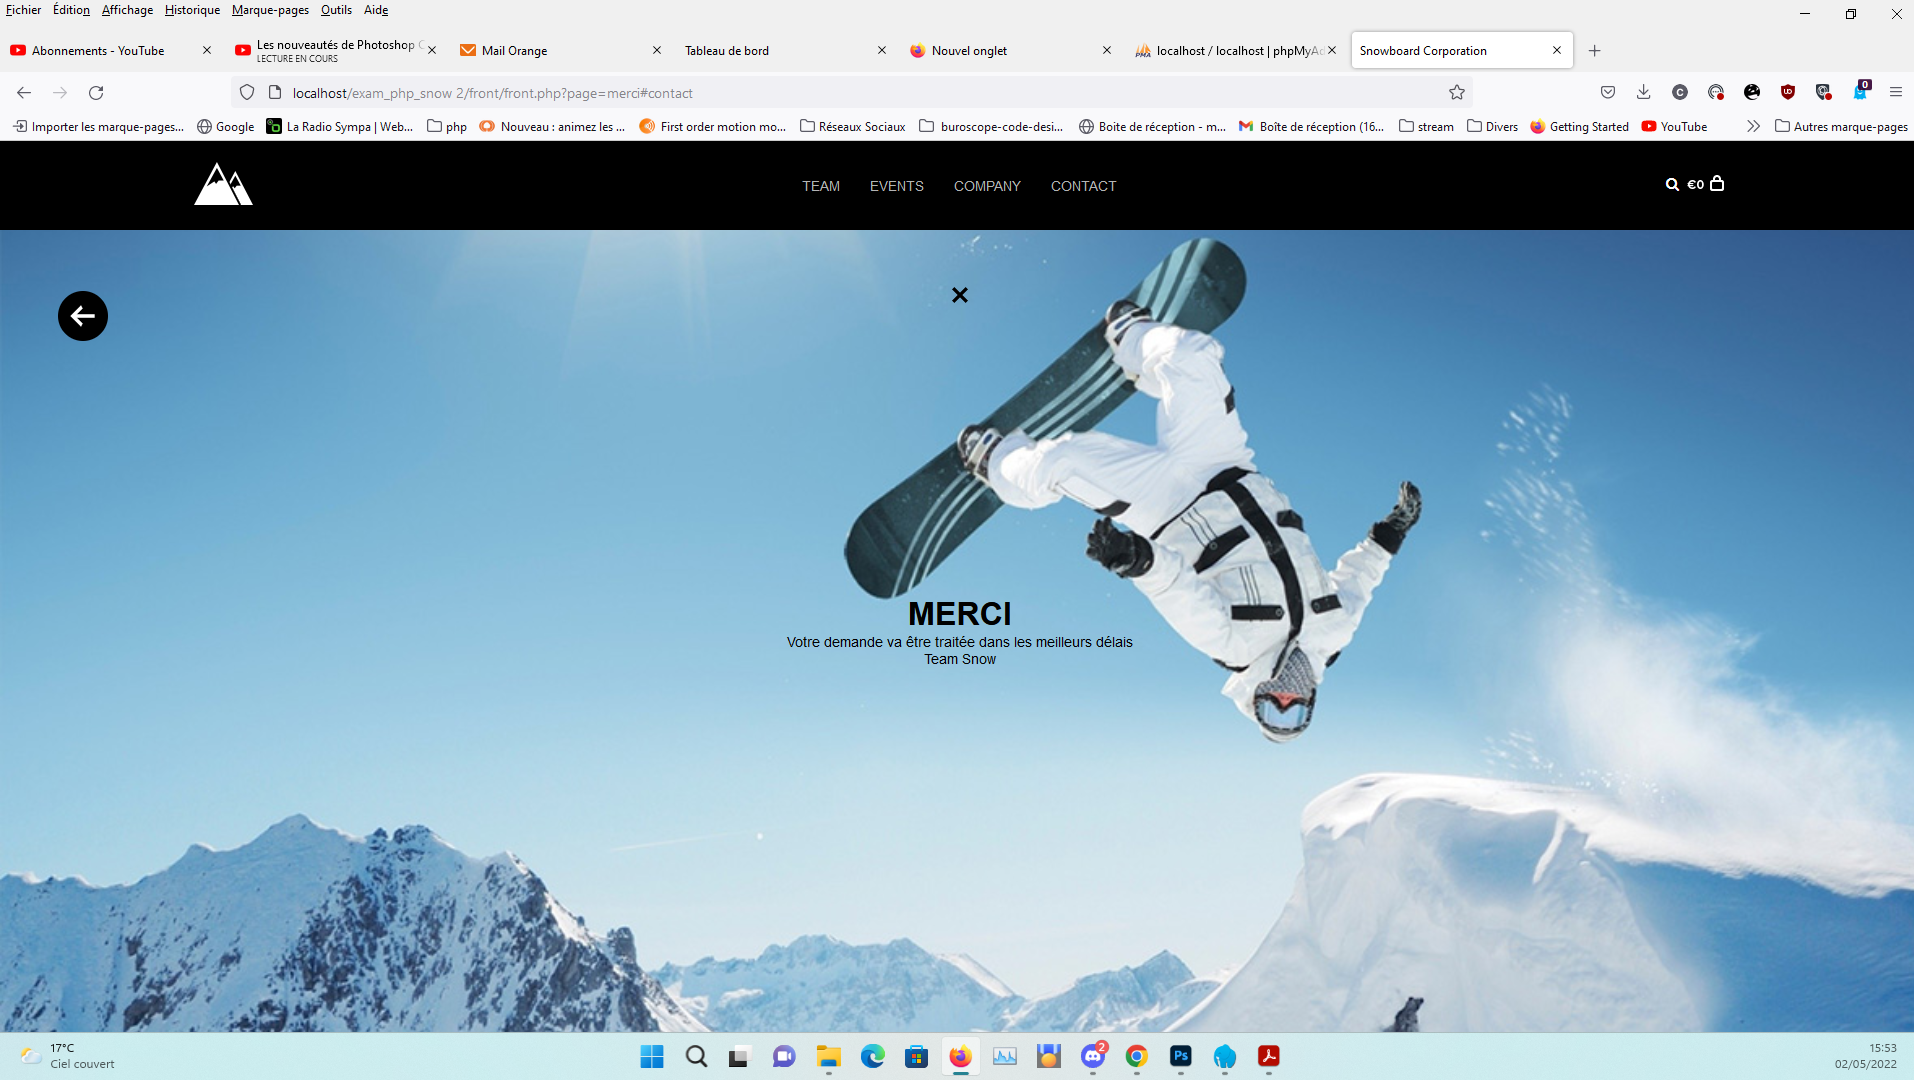 Fichier Édition Affichage Historique Marque-pages Outils Aide
Abonnements - YouTube
Les nouveautés de Photoshop
LECTURE EN COURS
Mail Orange
Tableau de bord
Nouvel onglet
localhost / localhost | phpMyAd
Snowboard Corporation
localhost/exam_php_snow 2/front/front.php?page=merci#contact
0
Importer les marque-pages... Google La Radio Sympa | Web... php Nouveau : animez les ... First order motion mo... Réseaux Sociaux buroscope-code-desi... Boite de réception - m... Boîte de réception (16... stream Divers Getting Started YouTube Autres marque-pages
TEAM EVENTS COMPANY CONTACT
€0
MERCI
Votre demande va être traitée dans les meilleurs délais
Team Snow
17°C
Ciel couvert
2
Ps
15:53
02/05/2022